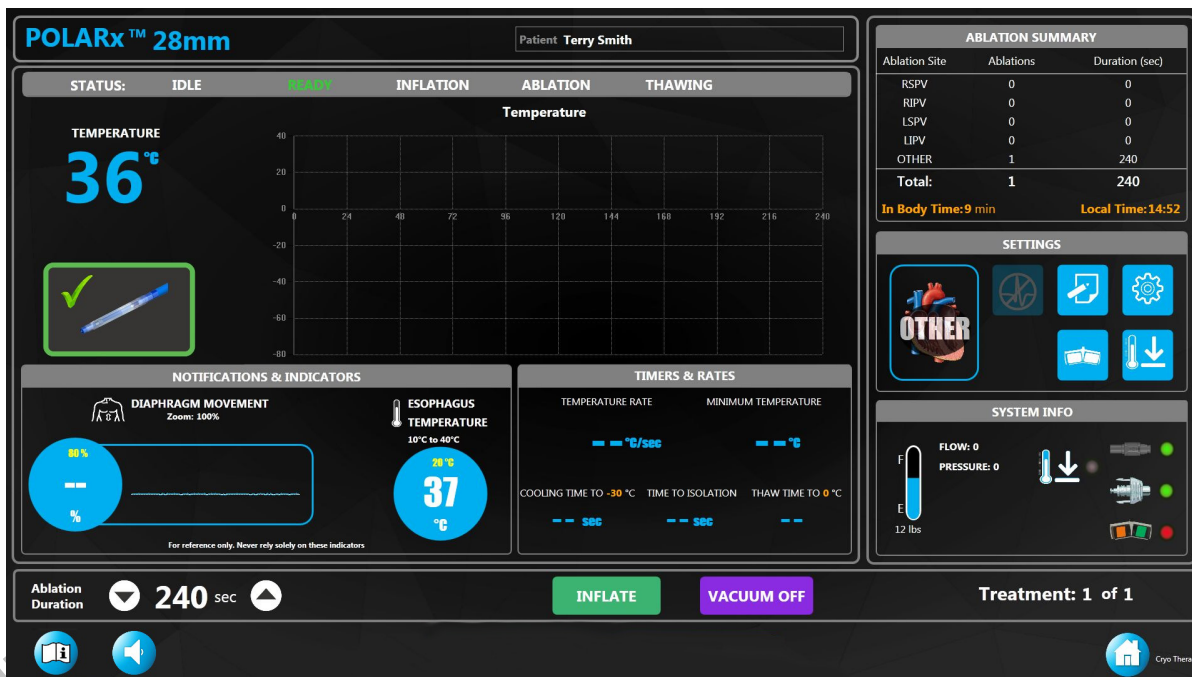 POLARx™ 28mm
Patient Terry Smith
STATUS: IDLE READY INFLATION ABLATION THAWING
TEMPERATURE
36°C
Temperature
40
20
0
-20
-40
-60
-80
0 24 48 72 96 120 144 168 192 216 240
NOTIFICATIONS & INDICATORS
DIAPHRAGM MOVEMENT
Zoom: 100%
80 %
--
%
ESOPHAGUS
TEMPERATURE
10°C to 40°C
20 °C
37
°C
For reference only. Never rely solely on these indicators
TIMERS & RATES
TEMPERATURE RATE MINIMUM TEMPERATURE
-- °C/sec -- °C
COOLING TIME TO -30 °C TIME TO ISOLATION THAW TIME TO 0 °C
-- sec -- sec --
ABLATION SUMMARY
Ablation Site Ablations Duration (sec)
RSPV 0 0
RIPV 0 0
LSPV 0 0
LIPV 0 0
OTHER 1 240
Total: 1 240
In Body Time:9 min Local Time:14:52
SETTINGS
OTHER
SYSTEM INFO
F
E
12 lbs
FLOW: 0
PRESSURE: 0
Ablation
Duration
240 sec
INFLATE
VACUUM OFF
Treatment: 1 of 1
i
Cryo Thera